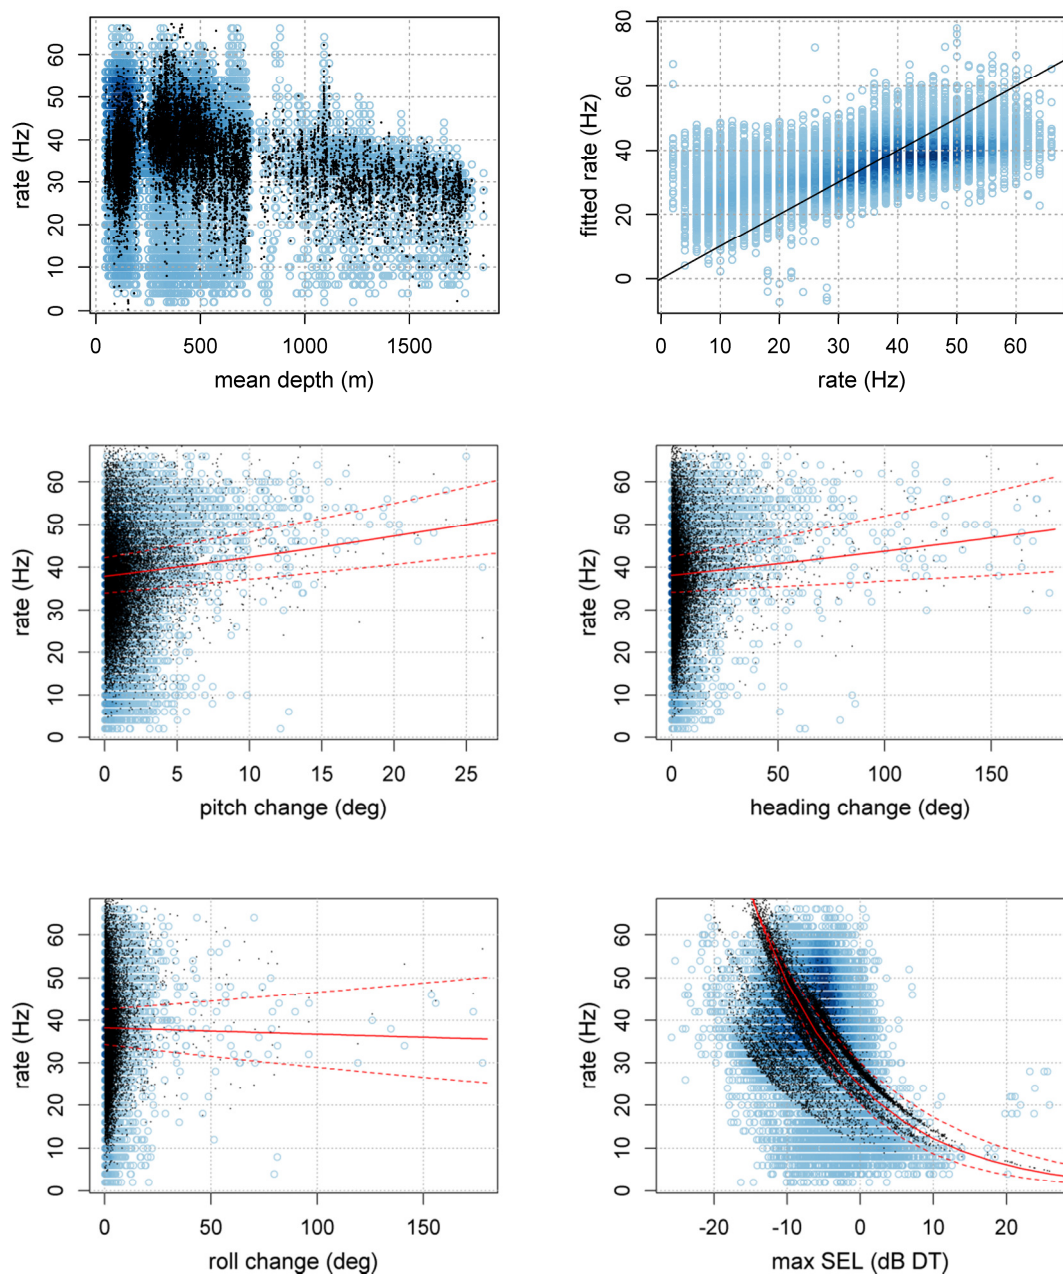 rate (Hz)
0 10 20 30 40 50 60
0 500 1000 1500
mean depth (m)
fitted rate (Hz)
0 20 40 60 80
0 10 20 30 40 50 60
rate (Hz)
rate (Hz)
0 10 20 30 40 50 60
0 5 10 15 20 25
pitch change (deg)
rate (Hz)
0 10 20 30 40 50 60
0 50 100 150
heading change (deg)
rate (Hz)
0 10 20 30 40 50 60
0 50 100 150
roll change (deg)
rate (Hz)
0 10 20 30 40 50 60
-20 -10 0 10 20
max SEL (dB DT)